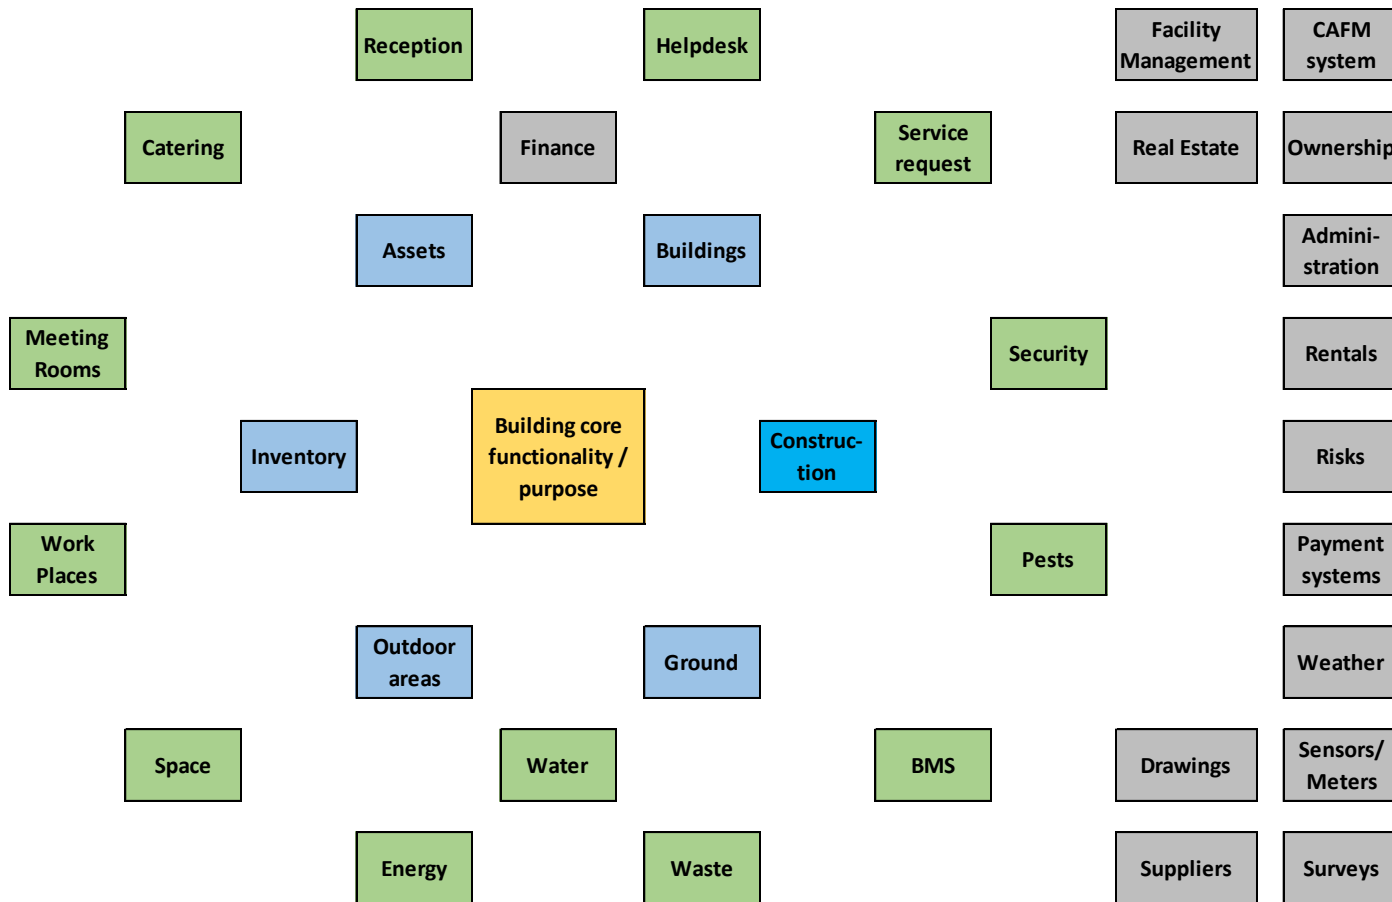 Reception
Helpdesk
Facility
Management
CAFM
system
Catering
Finance
Service
request
Real Estate
Ownership
Assets
Buildings
Admini-
stration
Meeting
Rooms
Security
Rentals
Inventory
Building core
functionality /
purpose
Construc-
tion
Risks
Work
Places
Pests
Payment
systems
Outdoor
areas
Ground
Weather
Space
Water
BMS
Drawings
Sensors/
Meters
Energy
Waste
Suppliers
Surveys